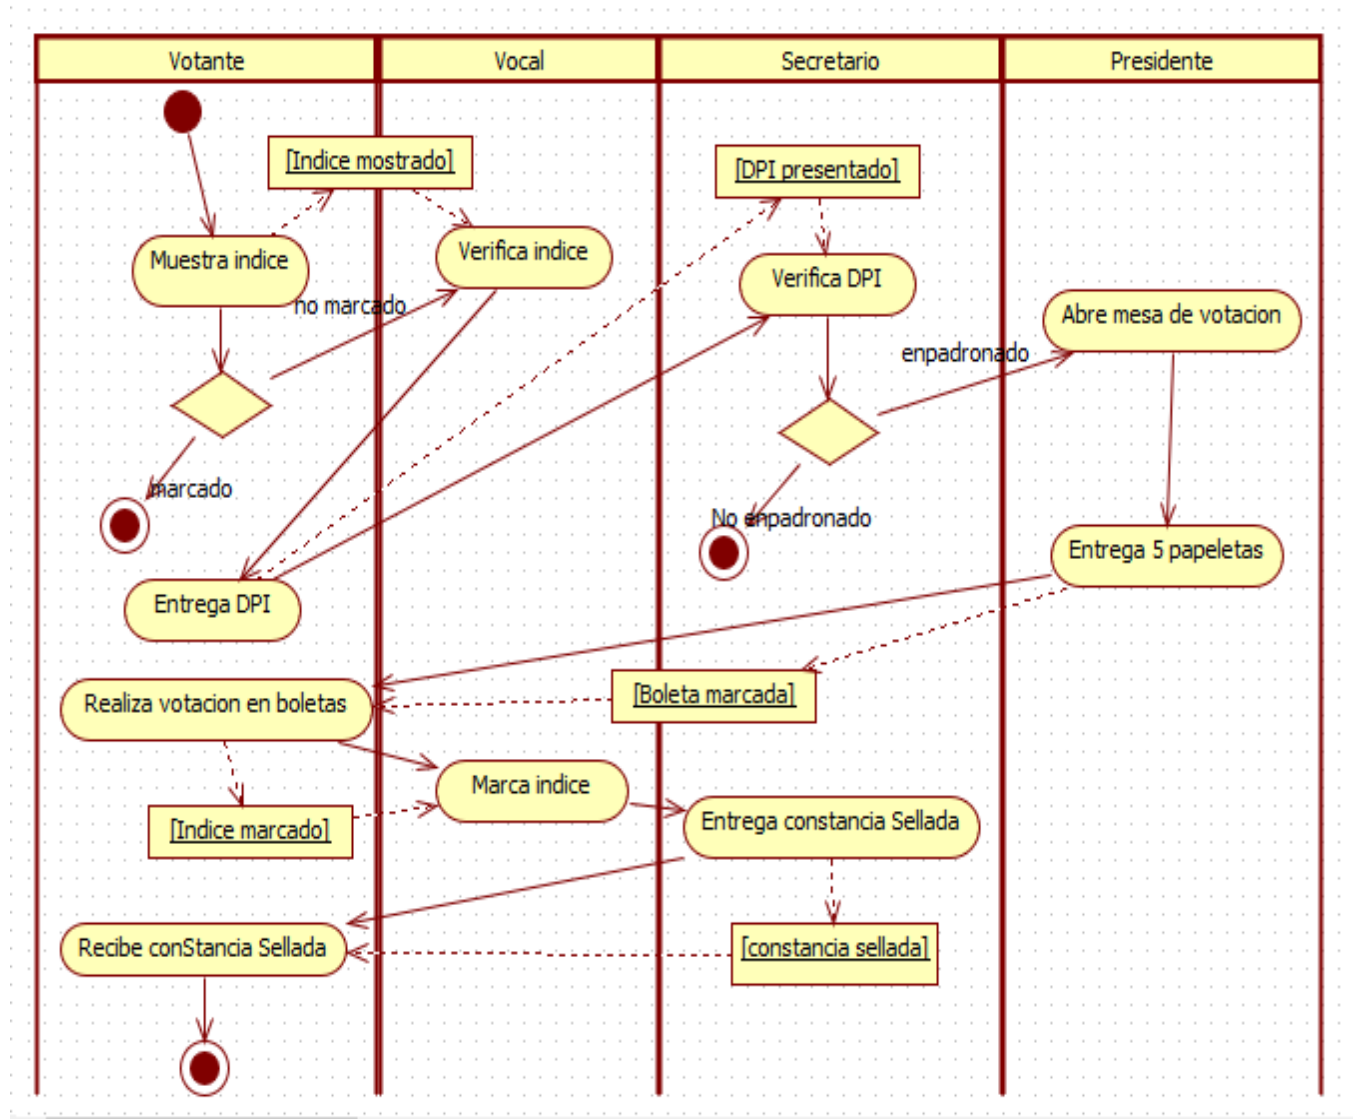 Votante
Vocal
Secretario
Presidente
[Indice mostrado]
[DPI presentado]
Muestra indice
Verifica indice
Verifica DPI
no marcado
Abre mesa de votacion
enpadronado
marcado
No enpadronado
Entrega 5 papeletas
Entrega DPI
Realiza votacion en boletas
[Boleta marcada]
Marca indice
[Indice marcado]
Entrega constancia Sellada
Recibe conStancia Sellada
[constancia sellada]